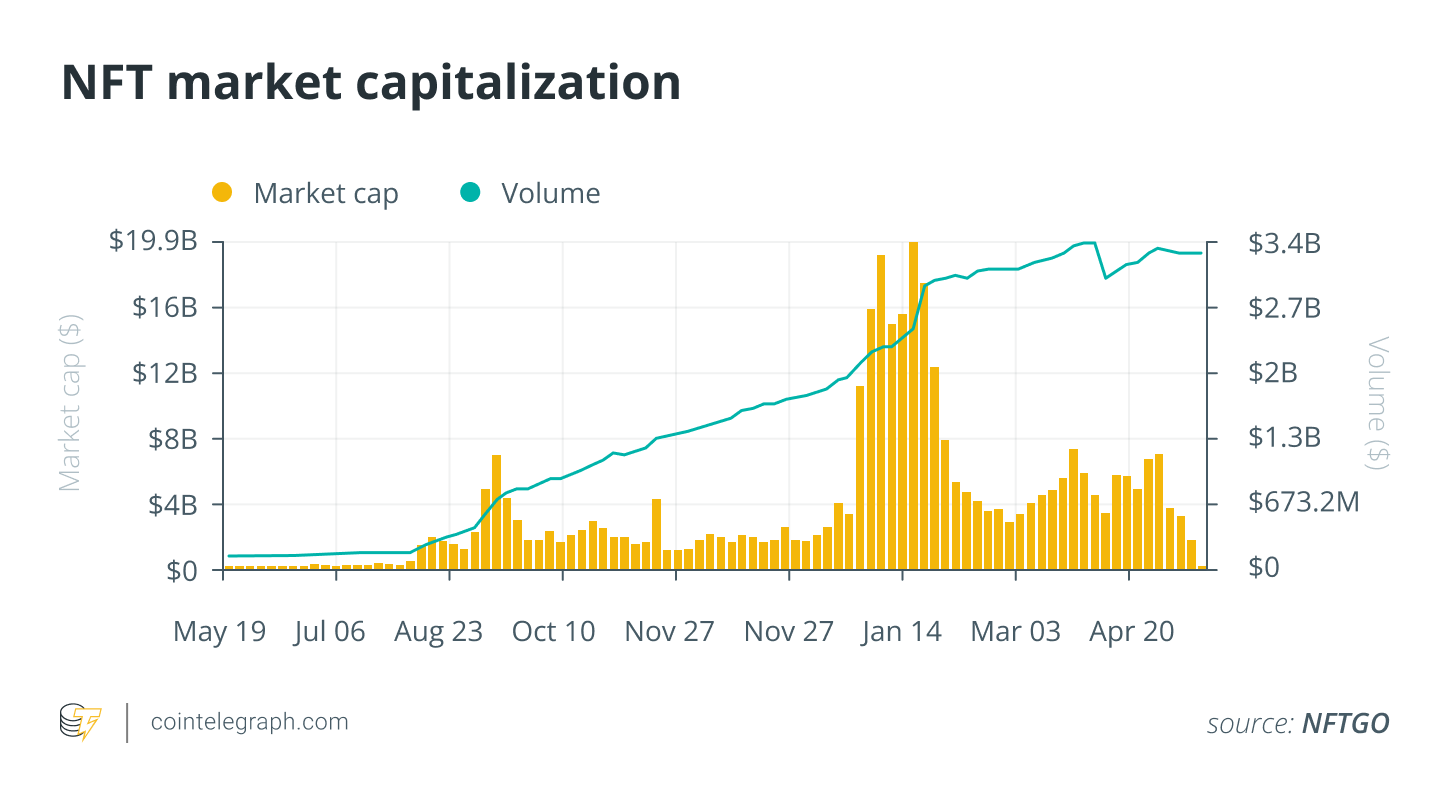 NFT market capitalization
Market cap
Volume
$19.9B
$16B
$12B
$8B
$4B
$0
Market cap ($)
$3.4B
$2.7B
$2B
$1.3B
$673.2M
$0
Volume ($)
May 19 Jul 06 Aug 23 Oct 10 Nov 27 Nov 27 Jan 14 Mar 03 Apr 20
cointelegraph.com
source: NFTGO